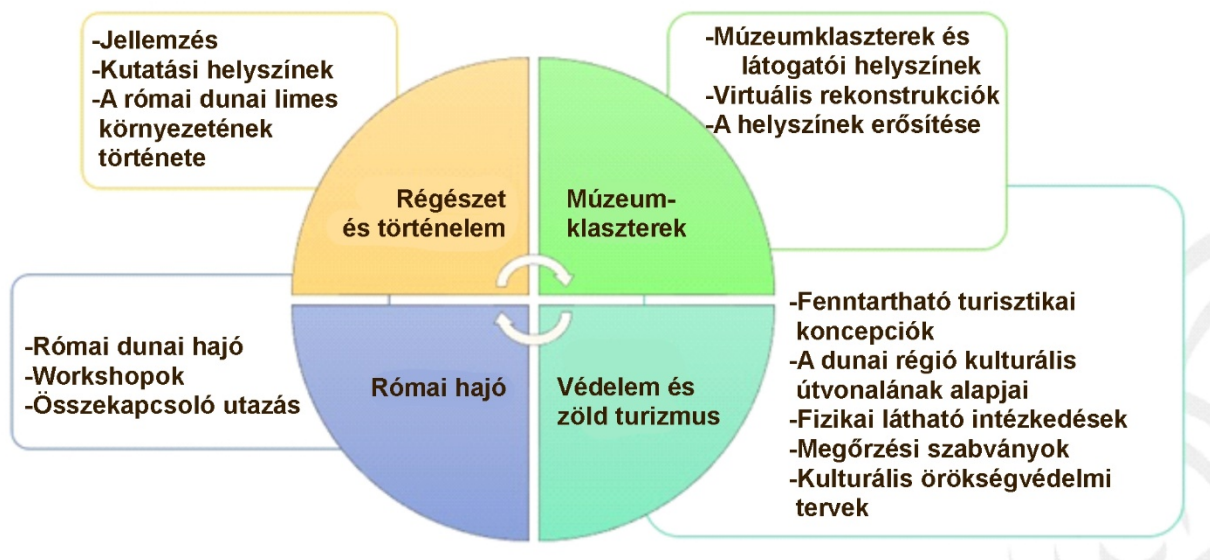 -Jellemzés
-Kutatási helyszínek
-A római dunai limes
környezetének
története
-Múzeumklaszterek és
látogatói helyszínek
-Virtuális rekonstrukciók
-A helyszínek erősítése
Régészet
és történelem
Múzeum-
klaszterek
-Római dunai hajó
-Workshopok
-Összekapcsoló utazás
Római hajó
Védelem és
zöld turizmus
-Fenntartható turisztikai
koncepciók
-A dunai régió kulturális
útvonalának alapjai
-Fizikai látható intézkedések
-Megőrzési szabványok
-Kulturális örökségvédelmi
tervek